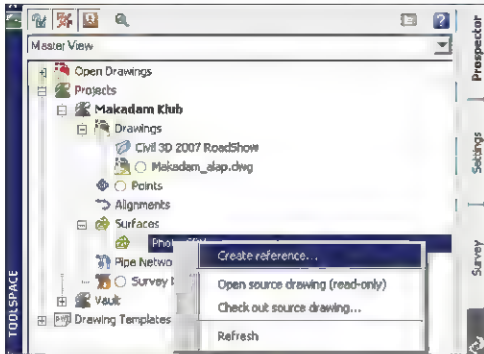 Master View
Open Drawings
Projects
Makadam Klub
Drawings
Civil 3D 2007 RoadShow
Makadam_alap.dwg
Points
Alignments
Surfaces
Create reference...
Pipe Netwo
Open source drawing (read-only)
Survey
Check out source drawing...
Vault
Drawing Templates
Refresh
TOOLSPACE
Prospector
Settings
Survey